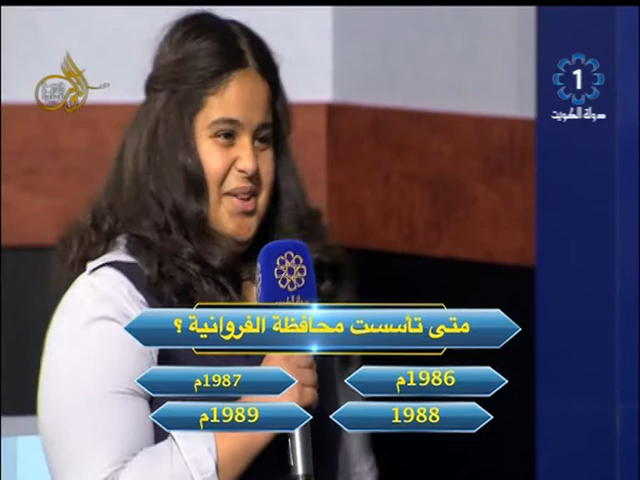 1
دولة الكويت
متى تأسست محافظة الفروانية ؟
1986م
1987م
1988
1989م